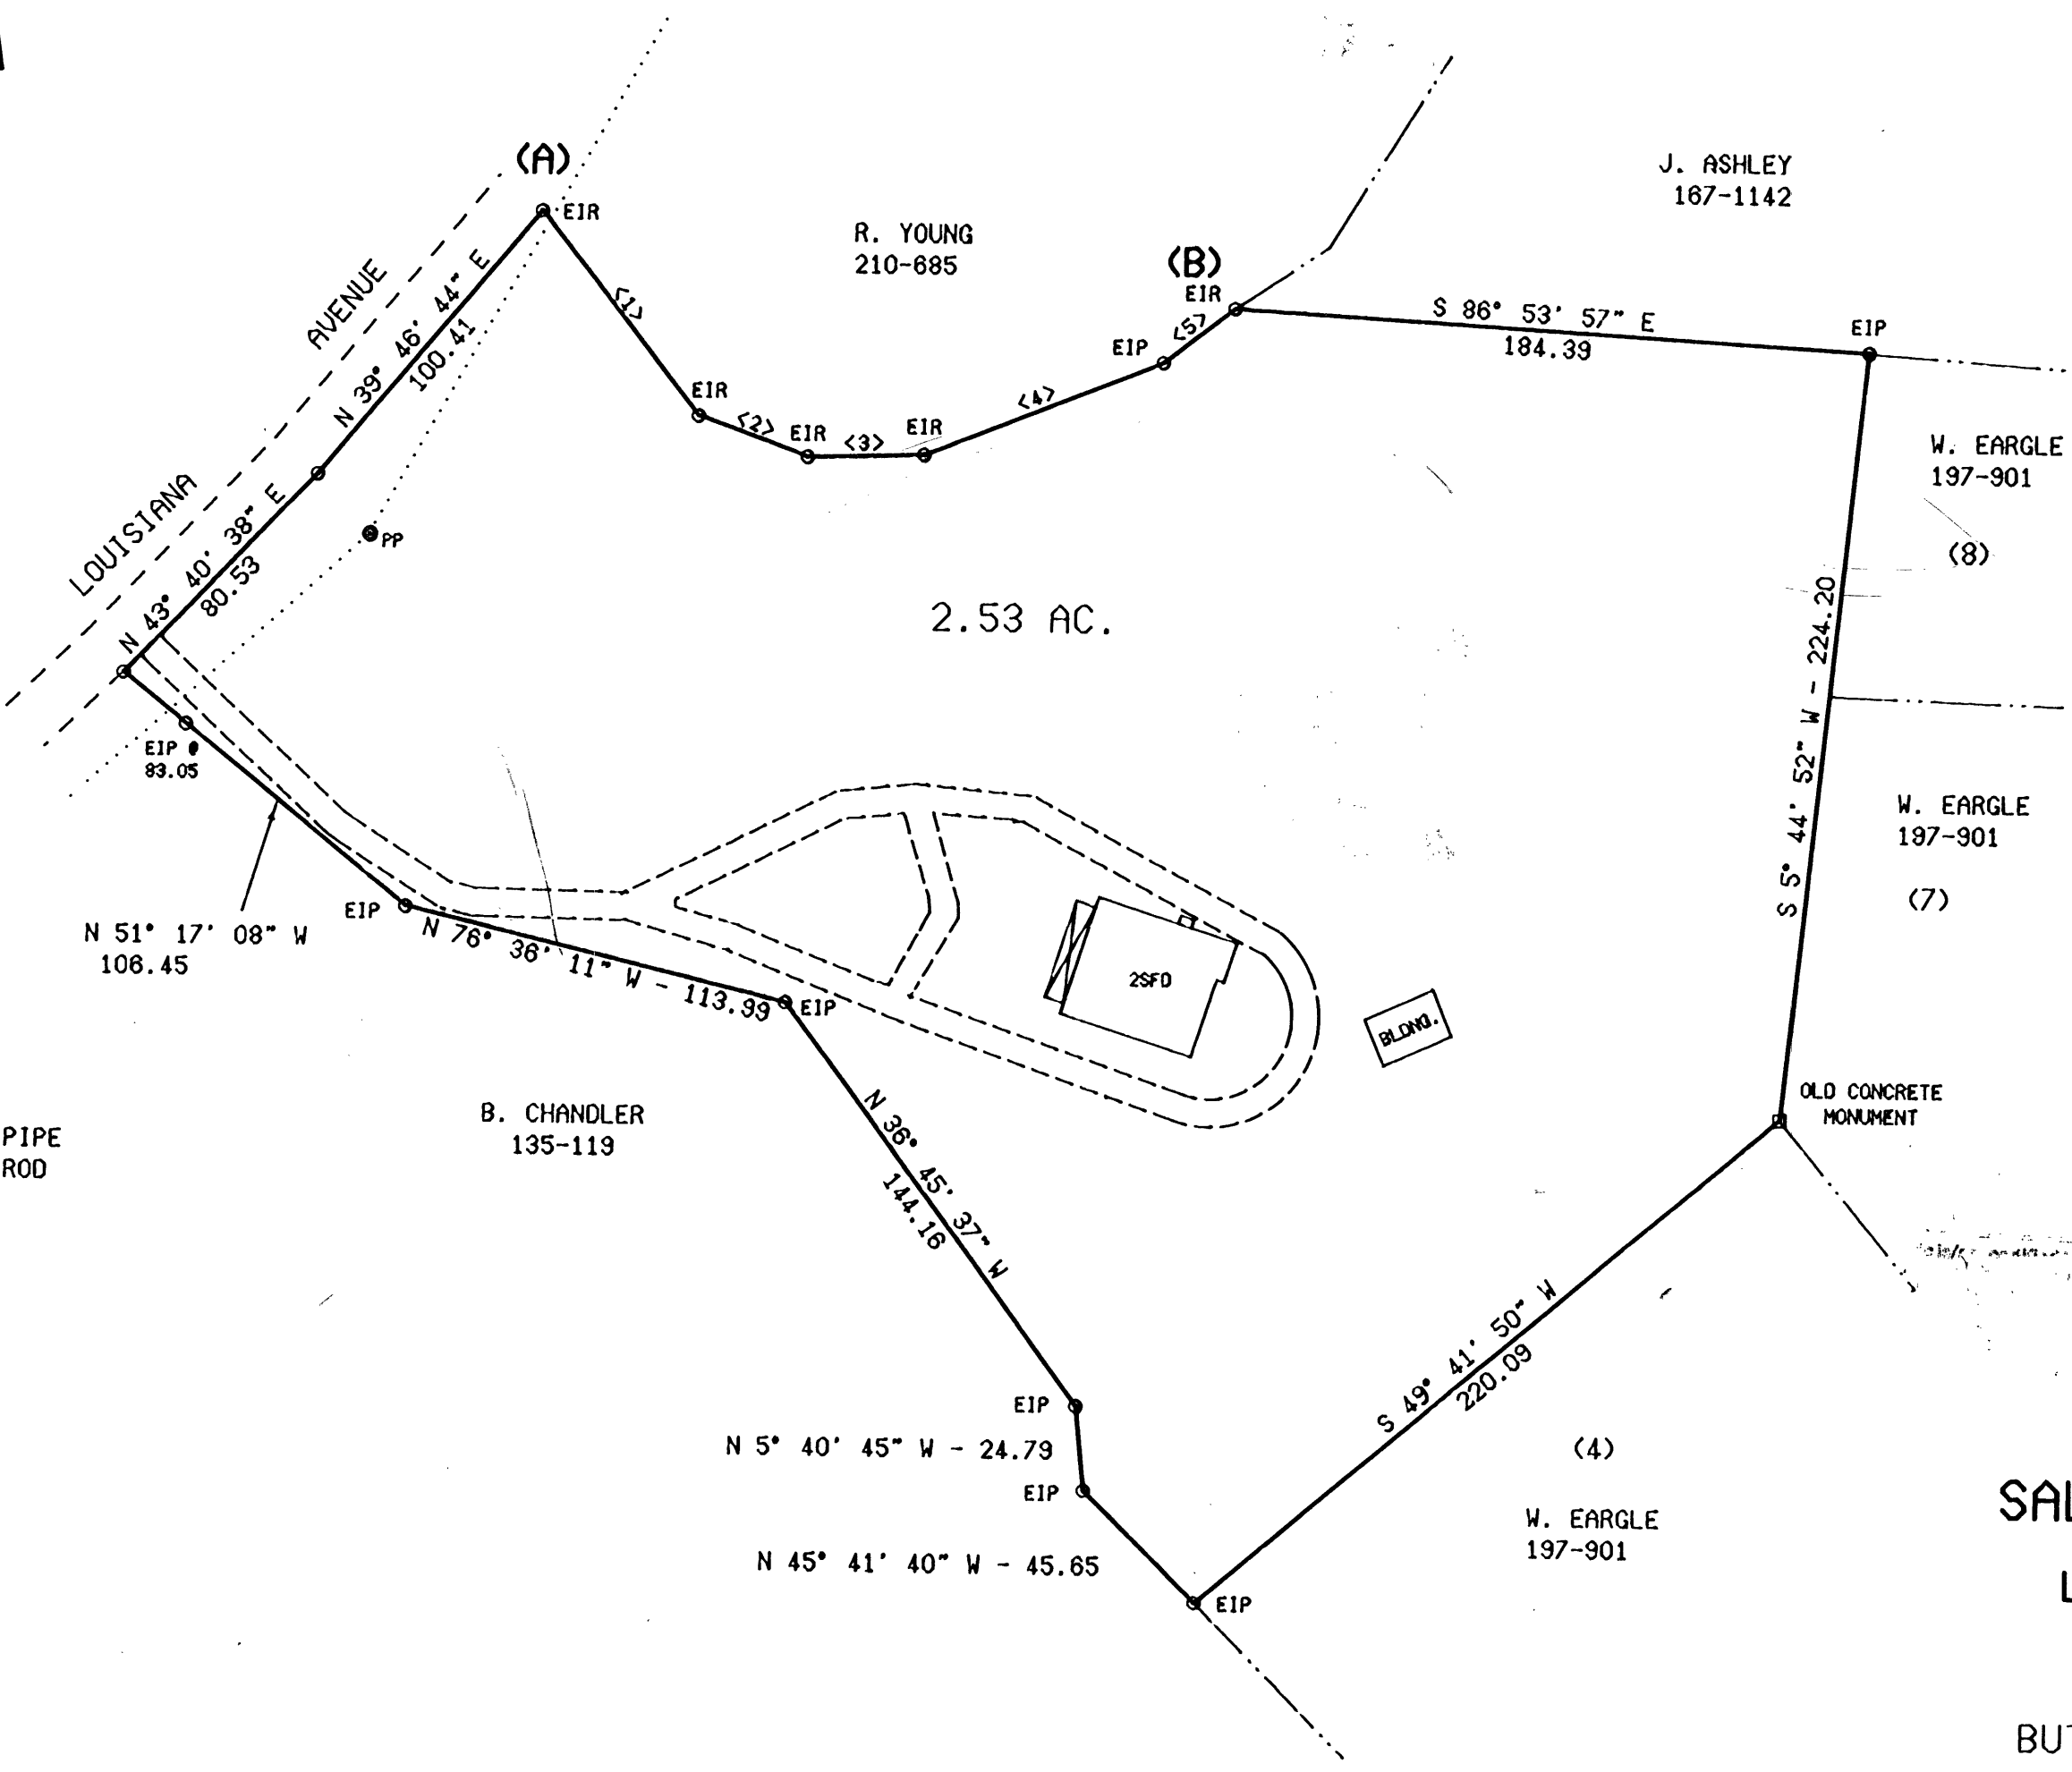 (A)
EIR
J. ASHLEY
167-1142
R. YOUNG
210-685
(B)
EIR
LOUISIANA AVENUE
N 39° 46' 44" E
100.41
<1>
<5>
S 86° 53' 57" E
184.39
EIP
EIP
EIR
<2>
EIR
<3>
EIR
<4>
W. EARGLE
197-901
(8)
N 43° 40' 38" E
80.53
PP
2.53 AC.
S 5° 44' 52" W - 224.20
EIP @
83.05
W. EARGLE
197-901
(7)
EIP
N 51° 17' 08" W
106.45
N 76° 36' 11" W - 113.99
EIP
2SFD
BLDNG.
OLD CONCRETE
MONUMENT
B. CHANDLER
135-119
PIPE
ROD
N 36° 45' 37" W
144.16
S 49° 41' 50" W
220.09
EIP
N 5° 40' 45" W - 24.79
EIP
(4)
W. EARGLE
197-901
N 45° 41' 40" W - 45.65
EIP
SAL
L
BUT